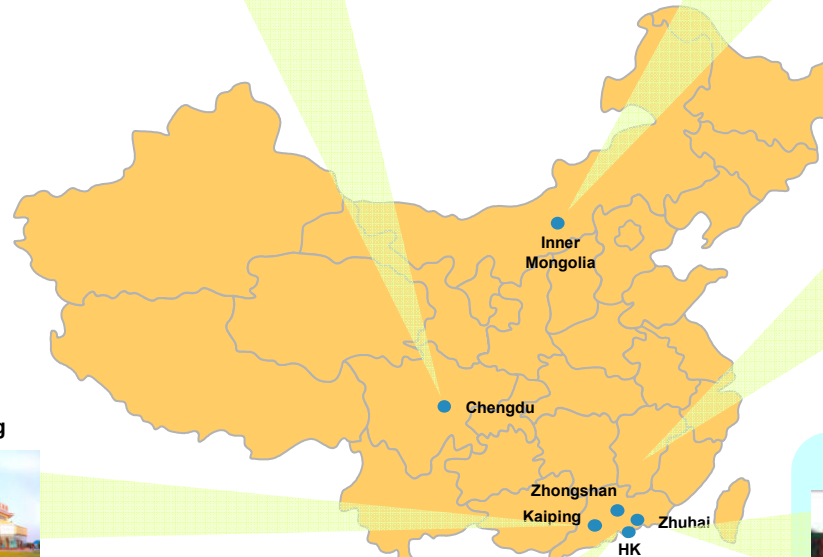 Inner
Mongolia
Chengdu
g
Zhongshan
Kaiping
Zhuhai
HK